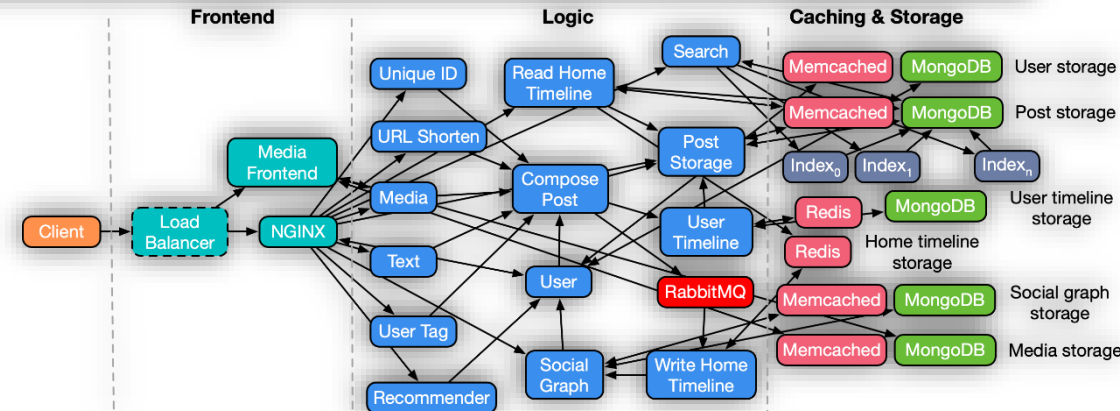 Frontend
Logic
Caching & Storage
Client
Load
Balancer
Media
Frontend
NGINX
Unique ID
URL Shorten
Media
Text
User Tag
Recommender
Read Home
Timeline
Compose
Post
User
Social
Graph
Search
Post
Storage
User
Timeline
RabbitMQ
Write Home
Timeline
Memcached
MongoDB
User storage
Memcached
MongoDB
Post storage
Index0
Index1
Indexn
Redis
MongoDB
User timeline
storage
Redis
Home timeline
storage
Memcached
MongoDB
Social graph
storage
Memcached
MongoDB
Media storage